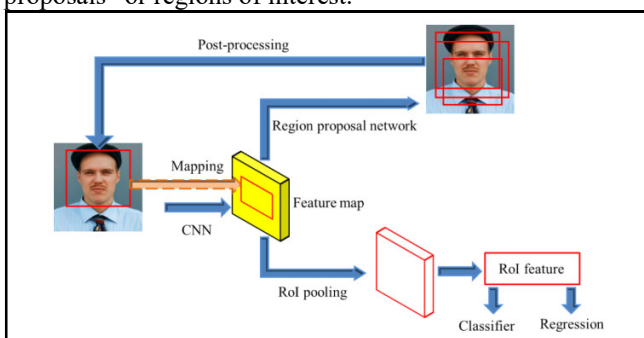 proposals" or regions of interest.
Post-processing
Region proposal network
Mapping
Feature map
CNN
RoI pooling
RoI feature
Classifier
Regression